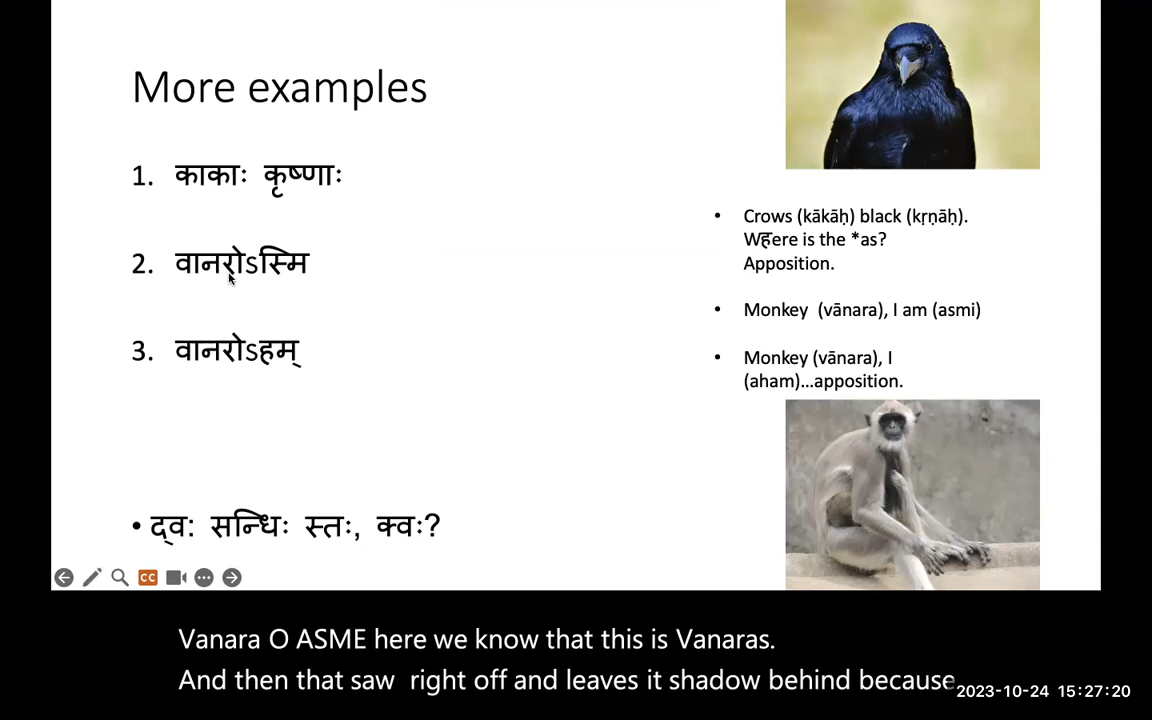 More examples
1. काकाः कृष्णाः
2. वानरोऽस्मि
3. वानरोऽहम्
• द्व: सन्धिः स्तः, क्वः?
• Crows (kākāḥ) black (kṛṇāḥ).
Wहere is the *as?
Apposition.
• Monkey (vānara), I am (asmi)
• Monkey (vānara), I
(aham)...apposition.
CC
Vanara O ASME here we know that this is Vanaras.
And then that saw right off and leaves it shadow behind because
2023-10-24 15:27:20